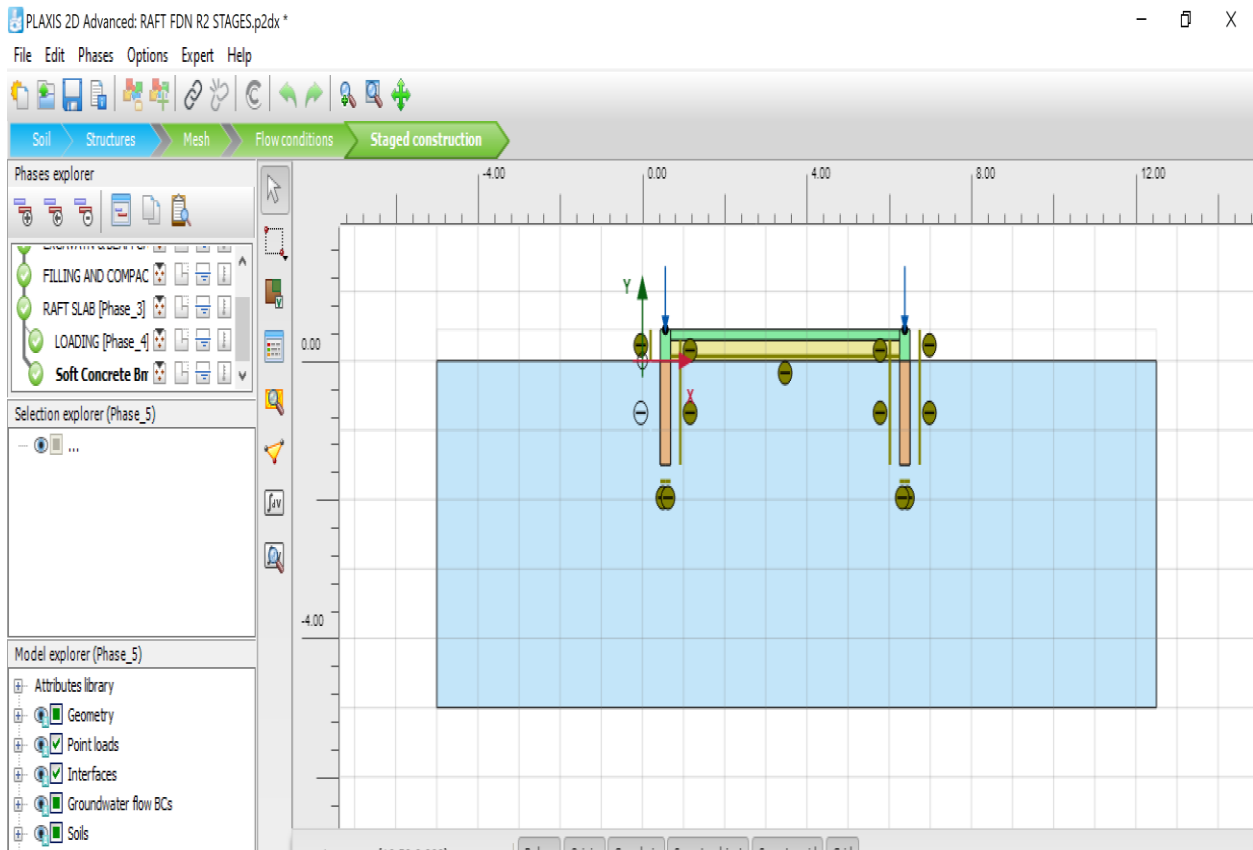 PLAXIS 2D Advanced: RAFT FDN R2 STAGES.p2dx *
File Edit Phases Options Expert Help
Soil Structures Mesh Flow conditions Staged construction
Phases explorer
FILLING AND COMPAC
RAFT SLAB [Phase_3]
LOADING [Phase_4]
Soft Concrete Bm
Selection explorer (Phase_5)
...
Model explorer (Phase_5)
Attributes library
Geometry
Point loads
Interfaces
Groundwater flow BCs
Soils
-4.00 0.00 4.00 8.00 12.00
Y
0.00
X
-4.00